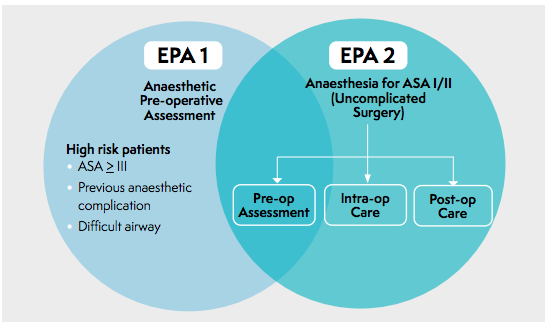 EPA 1
Anaesthetic
Pre-operative
Assessment
High risk patients
• ASA ≥ III
• Previous anaesthetic
complication
• Difficult airway
EPA 2
Anaesthesia for ASA I/II
(Uncomplicated
Surgery)
Pre-op
Assessment
Intra-op
Care
Post-op
Care